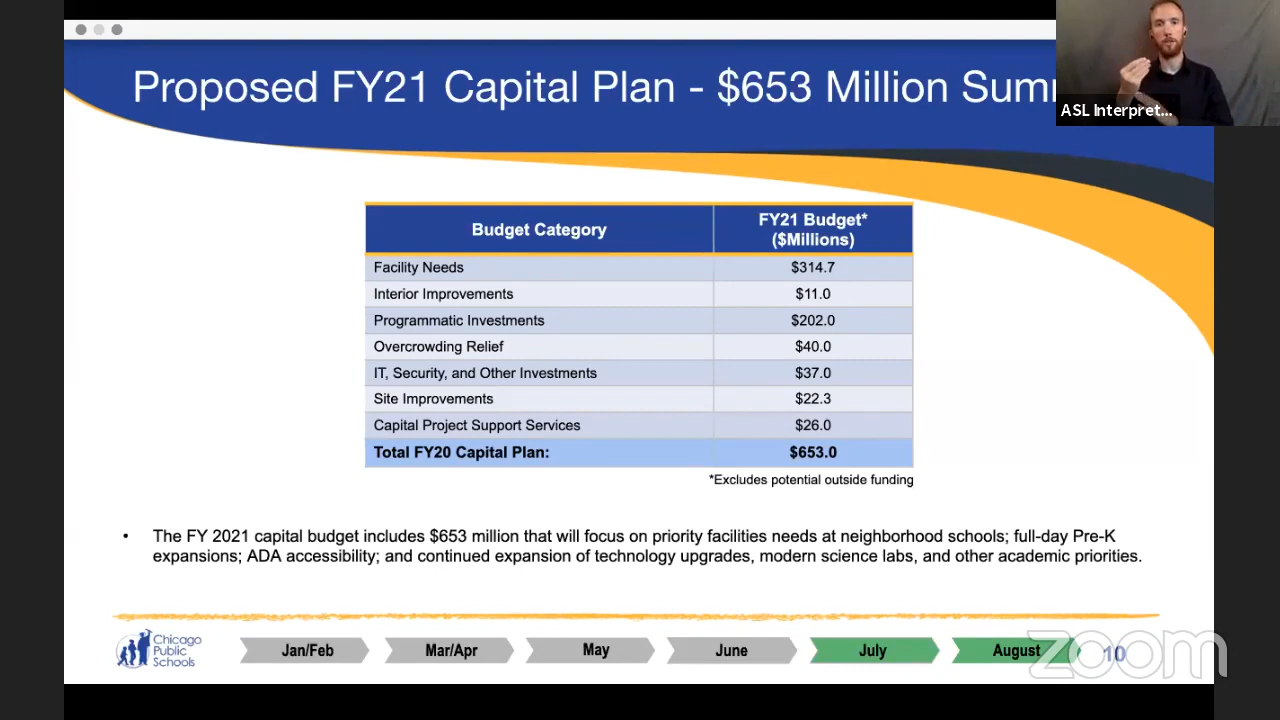 Proposed FY21 Capital Plan - $653 Million
ASL Interpret...
Budget Category
FY21 Budget*
($Millions)
Facility Needs $314.7
Interior Improvements $11.0
Programmatic Investments $202.0
Overcrowding Relief $40.0
IT, Security, and Other Investments $37.0
Site Improvements $22.3
Capital Project Support Services $26.0
Total FY20 Capital Plan: $653.0
*Excludes potential outside funding
• The FY 2021 capital budget includes $653 million that will focus on priority facilities needs at neighborhood schools; full-day Pre-K
expansions; ADA accessibility; and continued expansion of technology upgrades, modern science labs, and other academic priorities.
Chicago
Public
Schools
Jan/Feb Mar/Apr May June July August 10
zoom